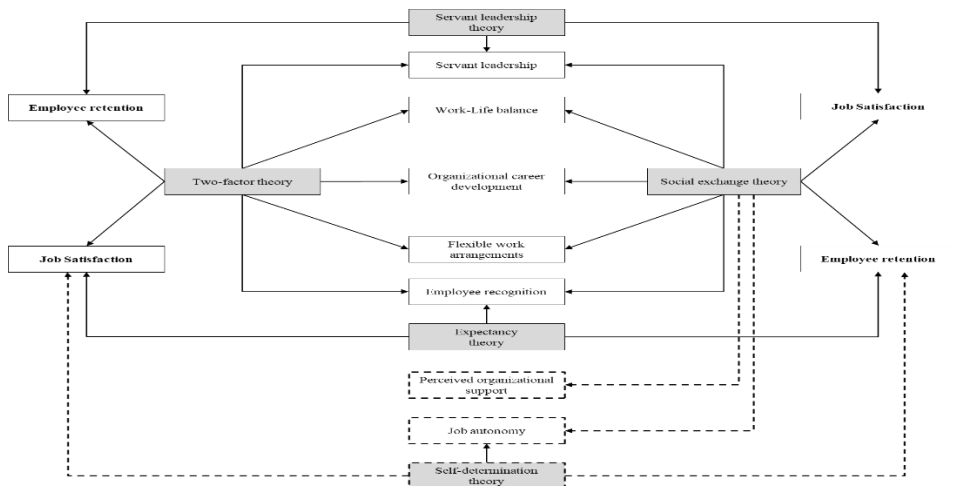 Servant leadership
theory
Servant leadership
Employee retention
Work-Life balance
Job Satisfaction
Two-factor theory
Organizational career
development
Social exchange theory
Job Satisfaction
Flexible work
arrangements
Employee retention
Employee recognition
Expectancy
theory
Perceived organizational
support
Job autonomy
Self-determination
theory